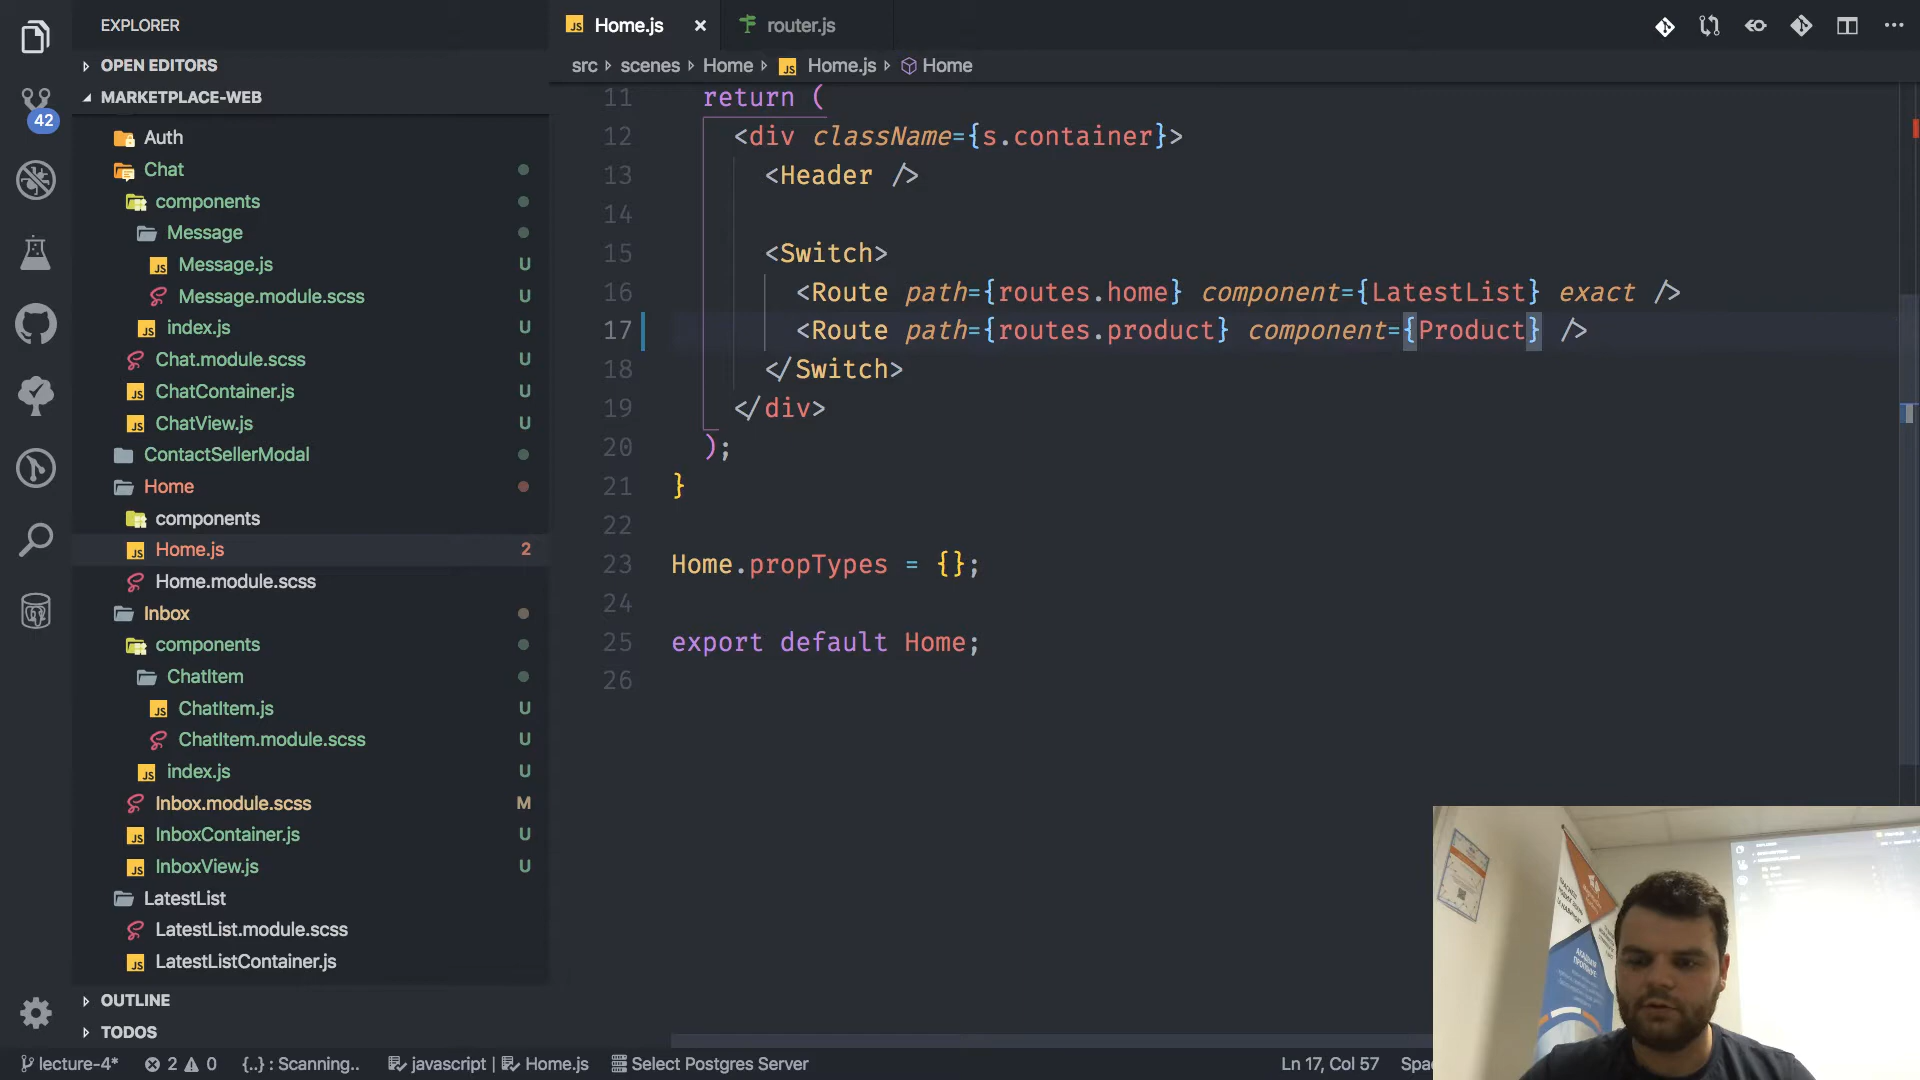 EXPLORER
OPEN EDITORS
MARKETPLACE-WEB
Auth
Chat
components
Message
Message.js U
Message.module.scss U
index.js U
Chat.module.scss U
ChatContainer.js U
ChatView.js U
ContactSellerModal
Home
components
Home.js 2
Home.module.scss
Inbox
components
ChatItem
ChatItem.js U
ChatItem.module.scss U
index.js U
Inbox.module.scss M
InboxContainer.js U
InboxView.js U
LatestList
LatestList.module.scss
LatestListContainer.js
OUTLINE
TODOS
42
Home.js
router.js
src scenes Home Home.js Home
11 return (
12 <div className={s.container}>
13 <Header />
14
15 <Switch>
16 <Route path={routes.home} component={LatestList} exact />
17 <Route path={routes.product} component={Product} />
18 </Switch>
19 </div>
20 );
21 }
22
23 Home.propTypes = {};
24
25 export default Home;
26
lecture-4* 2 0 {..} : Scanning.. javascript | Home.js Select Postgres Server Ln 17, Col 57 Spac